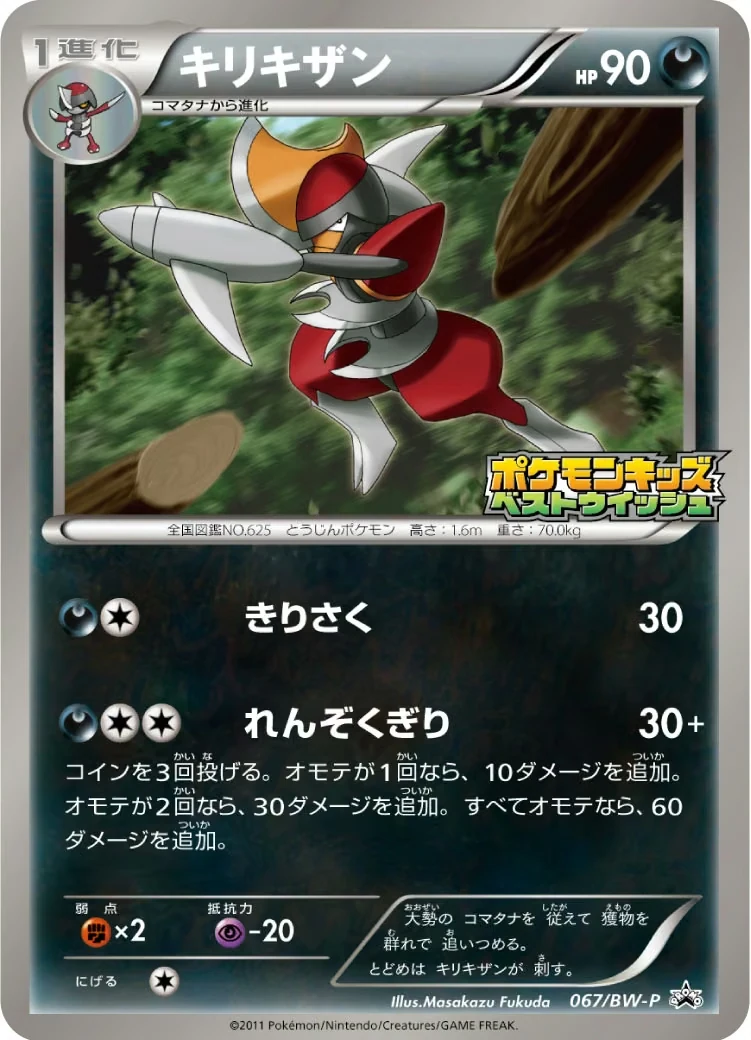 1進化
キリキザン
HP90
コマタナから進化
ポケモンキッズ
ベストウイッシュ
全国図鑑NO.625 とうじんポケモン 高さ:1.6m 重さ:70.0kg
きりさく 30
れんぞくぎり 30+
コインを3回投げる。オモテが1回なら、10ダメージを追加。
オモテが2回なら、30ダメージを追加。すべてオモテなら、60
ダメージを追加。
弱点 抵抗力
×2 -20
にげる
大勢の コマタナを 従えて 獲物を
群れで 追いつめる。
とどめは キリキザンが 刺す。
Illus.Masakazu Fukuda 067/BW-P
©2011 Pokémon/Nintendo/Creatures/GAME FREAK.